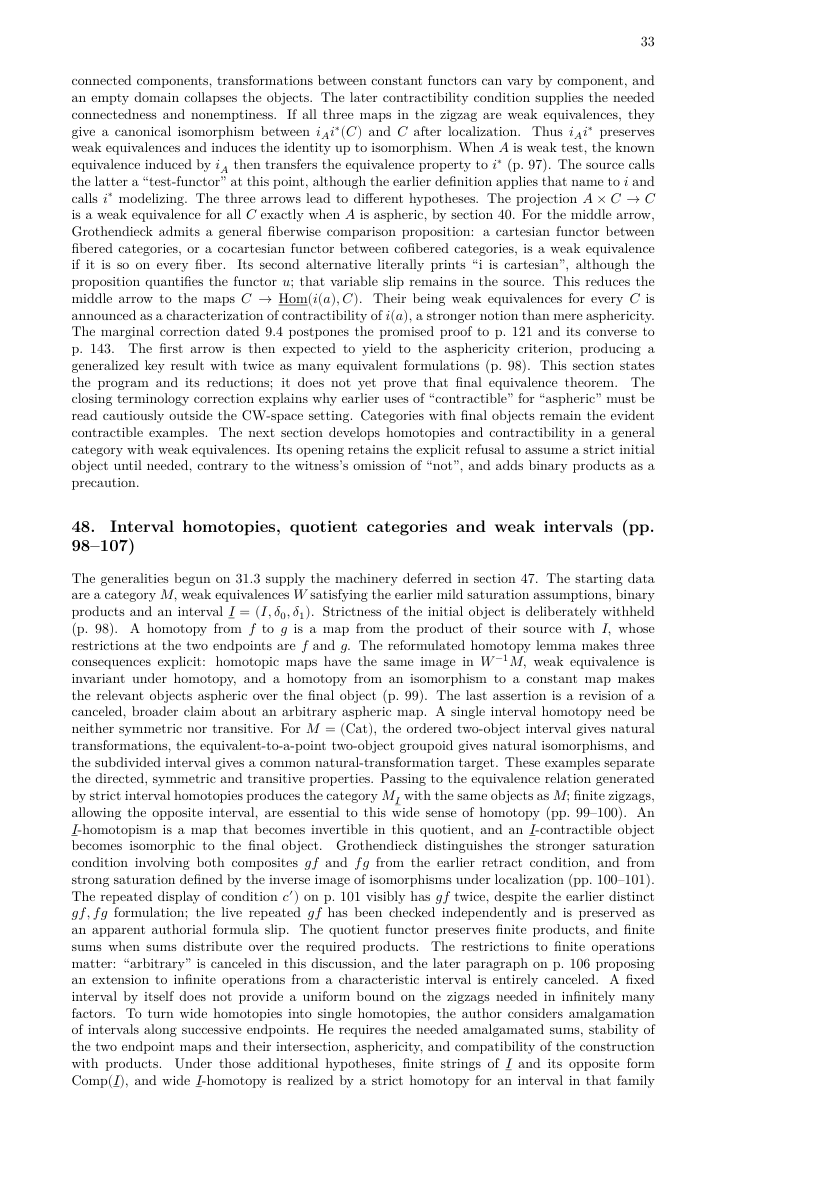 33
connected components, transformations between constant functors can vary by component, and
an empty domain collapses the objects. The later contractibility condition supplies the needed
connectedness and nonemptiness. If all three maps in the zigzag are weak equivalences, they
give a canonical isomorphism between i_A i*(C) and C after localization. Thus i_A i* preserves
weak equivalences and induces the identity up to isomorphism. When A is weak test, the known
equivalence induced by i_A then transfers the equivalence property to i* (p. 97). The source calls
the latter a “test-functor” at this point, although the earlier definition applies that name to i and
calls i* modelizing. The three arrows lead to different hypotheses. The projection A × C → C
is a weak equivalence for all C exactly when A is aspheric, by section 40. For the middle arrow,
Grothendieck admits a general fiberwise comparison proposition: a cartesian functor between
fibered categories, or a cocartesian functor between cofibered categories, is a weak equivalence
if it is so on every fiber. Its second alternative literally prints “i is cartesian”, although the
proposition quantifies the functor u; that variable slip remains in the source. This reduces the
middle arrow to the maps C → Hom(i(a), C). Their being weak equivalences for every C is
announced as a characterization of contractibility of i(a), a stronger notion than mere asphericity.
The marginal correction dated 9.4 postpones the promised proof to p. 121 and its converse to
p. 143. The first arrow is then expected to yield to the asphericity criterion, producing a
generalized key result with twice as many equivalent formulations (p. 98). This section states
the program and its reductions; it does not yet prove that final equivalence theorem. The
closing terminology correction explains why earlier uses of “contractible” for “aspheric” must be
read cautiously outside the CW-space setting. Categories with final objects remain the evident
contractible examples. The next section develops homotopies and contractibility in a general
category with weak equivalences. Its opening retains the explicit refusal to assume a strict initial
object until needed, contrary to the witness’s omission of “not”, and adds binary products as a
precaution.
48. Interval homotopies, quotient categories and weak intervals (pp.
98–107)
The generalities begun on 31.3 supply the machinery deferred in section 47. The starting data
are a category M, weak equivalences W satisfying the earlier mild saturation assumptions, binary
products and an interval I = (I, δ₀, δ₁). Strictness of the initial object is deliberately withheld
(p. 98). A homotopy from f to g is a map from the product of their source with I, whose
restrictions at the two endpoints are f and g. The reformulated homotopy lemma makes three
consequences explicit: homotopic maps have the same image in W⁻¹M, weak equivalence is
invariant under homotopy, and a homotopy from an isomorphism to a constant map makes
the relevant objects aspheric over the final object (p. 99). The last assertion is a revision of a
canceled, broader claim about an arbitrary aspheric map. A single interval homotopy need be
neither symmetric nor transitive. For M = (Cat), the ordered two-object interval gives natural
transformations, the equivalent-to-a-point two-object groupoid gives natural isomorphisms, and
the subdivided interval gives a common natural-transformation target. These examples separate
the directed, symmetric and transitive properties. Passing to the equivalence relation generated
by strict interval homotopies produces the category M_I with the same objects as M; finite zigzags,
allowing the opposite interval, are essential to this wide sense of homotopy (pp. 99–100). An
I-homotopism is a map that becomes invertible in this quotient, and an I-contractible object
becomes isomorphic to the final object. Grothendieck distinguishes the stronger saturation
condition involving both composites gf and fg from the earlier retract condition, and from
strong saturation defined by the inverse image of isomorphisms under localization (pp. 100–101).
The repeated display of condition c′) on p. 101 visibly has gf twice, despite the earlier distinct
gf, fg formulation; the live repeated gf has been checked independently and is preserved as
an apparent authorial formula slip. The quotient functor preserves finite products, and finite
sums when sums distribute over the required products. The restrictions to finite operations
matter: “arbitrary” is canceled in this discussion, and the later paragraph on p. 106 proposing
an extension to infinite operations from a characteristic interval is entirely canceled. A fixed
interval by itself does not provide a uniform bound on the zigzags needed in infinitely many
factors. To turn wide homotopies into single homotopies, the author considers amalgamation
of intervals along successive endpoints. He requires the needed amalgamated sums, stability of
the two endpoint maps and their intersection, asphericity, and compatibility of the construction
with products. Under those additional hypotheses, finite strings of I and its opposite form
Comp(I), and wide I-homotopy is realized by a strict homotopy for an interval in that family